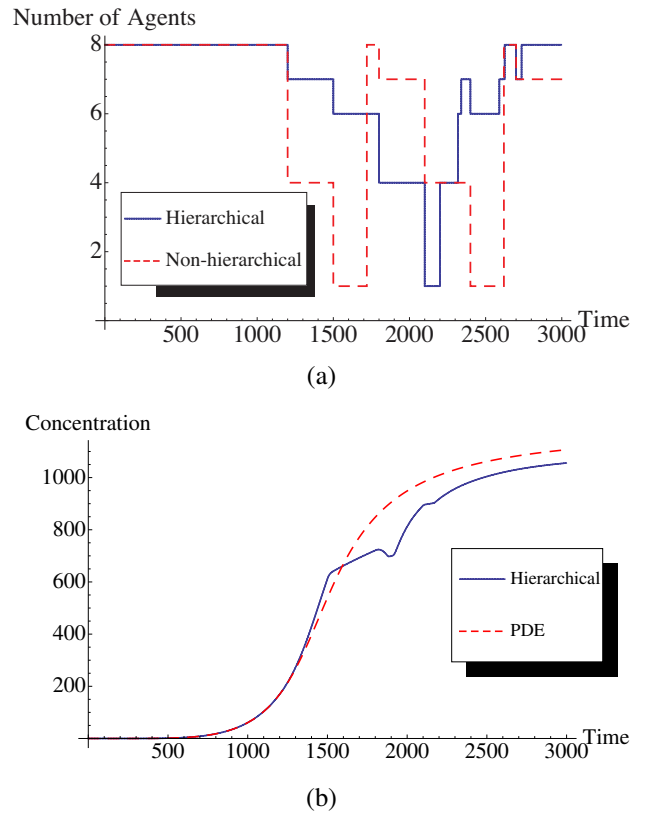 Number of Agents
8
6
4
2
Hierarchical
Non-hierarchical
500 1000 1500 2000 2500 3000 Time
(a)
Concentration
1000
800
600
400
200
Hierarchical
PDE
500 1000 1500 2000 2500 3000 Time
(b)